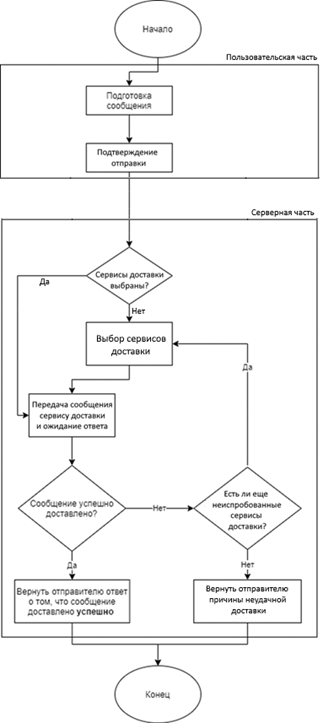 Начало
Пользовательская часть
Подготовка
сообщения
Подтверждение
отправки
Серверная часть
Сервисы доставки
выбраны?
Да
Нет
Выбор сервисов
доставки
Да
Передача сообщения
сервису доставки
и ожидание ответа
Сообщение успешно
доставлено?
Нет
Есть ли еще
неиспробованные
сервисы
доставки?
Да
Нет
Вернуть отправителю ответ
о том, что сообщение
доставлено успешно
Вернуть отправителю
причины неудачной
доставки
Конец